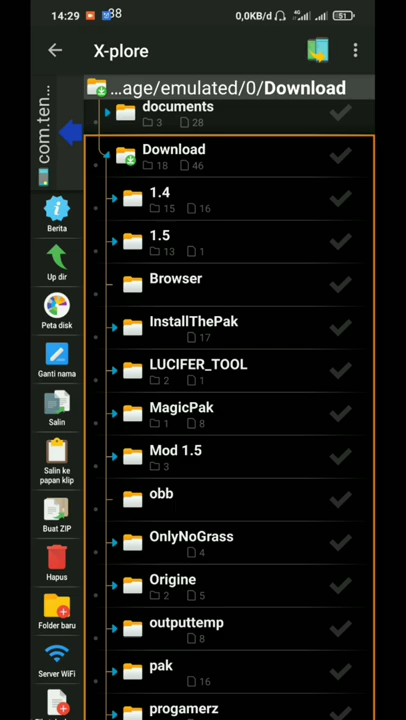 14:29
0,0KB/d
4G
51
X-plore
com.ten...
...age/emulated/0/Download
documents
3 28
Download
18 46
1.4
15 16
1.5
13 1
Browser
InstallThePak
17
LUCIFER_TOOL
2 1
MagicPak
1 8
Mod 1.5
3
obb
OnlyNoGrass
4
Origine
2 5
outputtemp
8
pak
16
progamerz
Berita
Up dir
Peta disk
Ganti nama
Salin
Salin ke
papan klip
Buat ZIP
Hapus
Folder baru
Server WiFi